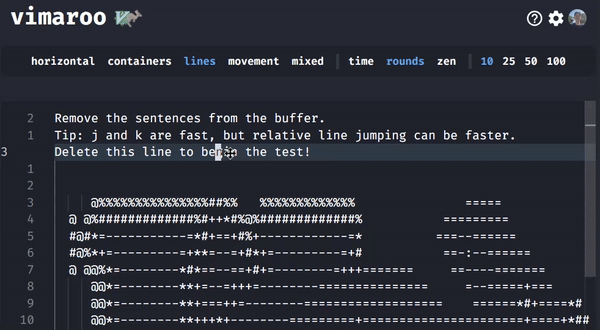 vimaroo
horizontal containers lines movement mixed time rounds zen 10 25 50 100
2 Remove the sentences from the buffer.
1 Tip: j and k are fast, but relative line jumping can be faster.
3 Delete this line to begin the test!
1
2
3 @%%%%%%%%%%%%%%%##%% %%%%%%%%%%%%% =====
4 @ @%#############%#++*#%@%#############% =========
5 #@#*=-----------=*#+==+#%+-----------=* ===--======
6 #@%*+=----------=+**=--=+#*+=---------=+# ==-:--======
7 @ @@%*=---------*#*=--==+#+=--------=+++======= ==---=======
8 @@*=--------**+=--=+++=-------================== =--=====+===
9 @@*=--------**+===++=-------==================== ======*#+====*#
10 @@*=--------**+++*+--------=========+=======================+====+*##